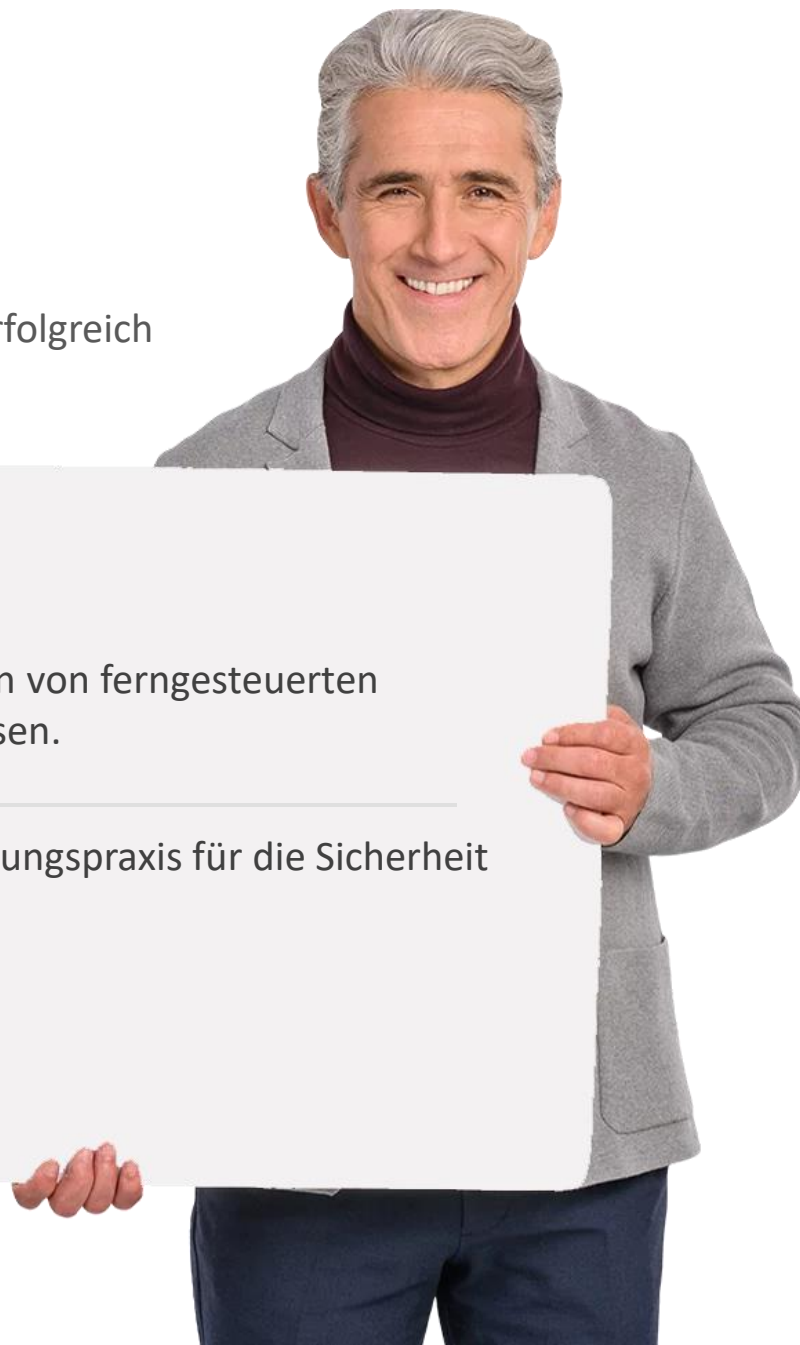 rfolgreich
n von ferngesteuerten
sen.
ungspraxis für die Sicherheit